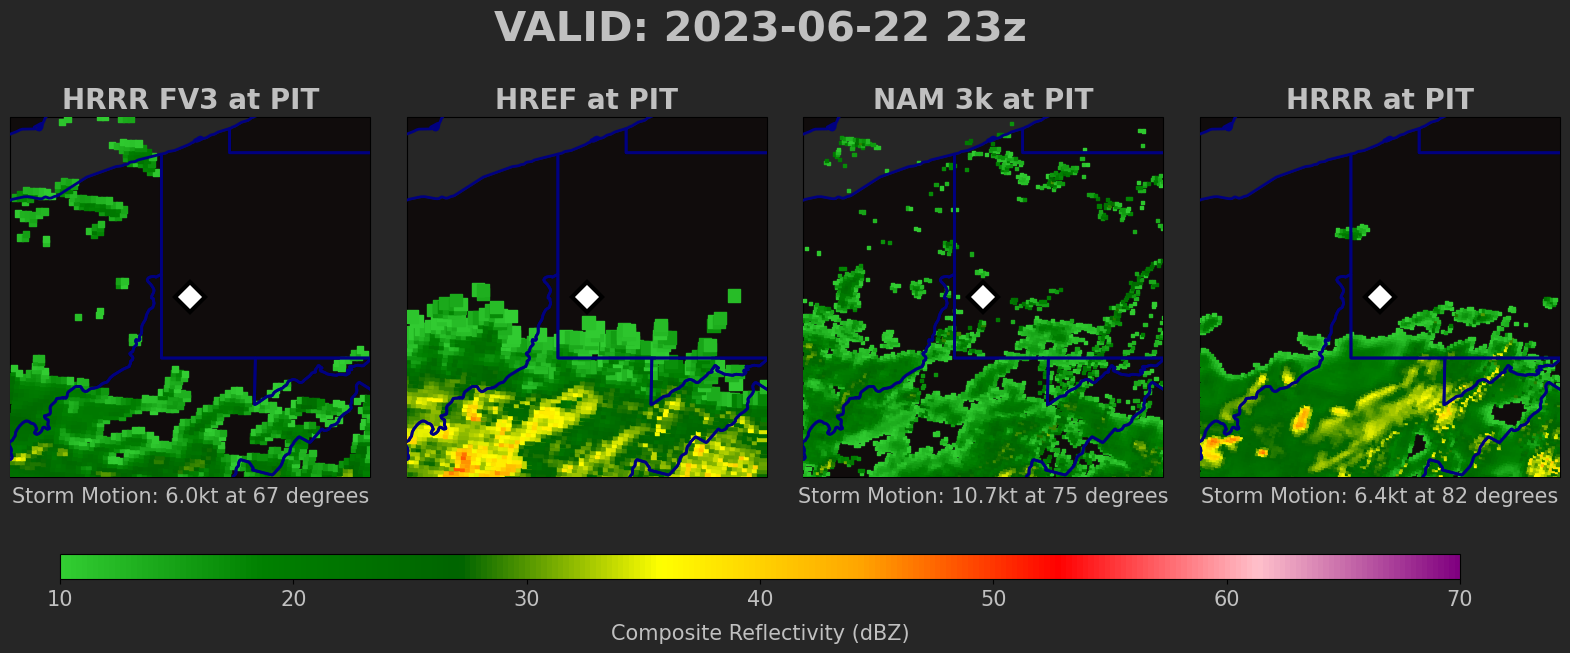 VALID: 2023-06-22 23z
HRRR FV3 at PIT
HREF at PIT
NAM 3k at PIT
HRRR at PIT
Storm Motion: 6.0kt at 67 degrees
Storm Motion: 10.7kt at 75 degrees
Storm Motion: 6.4kt at 82 degrees
10 20 30 40 50 60 70
Composite Reflectivity (dBZ)